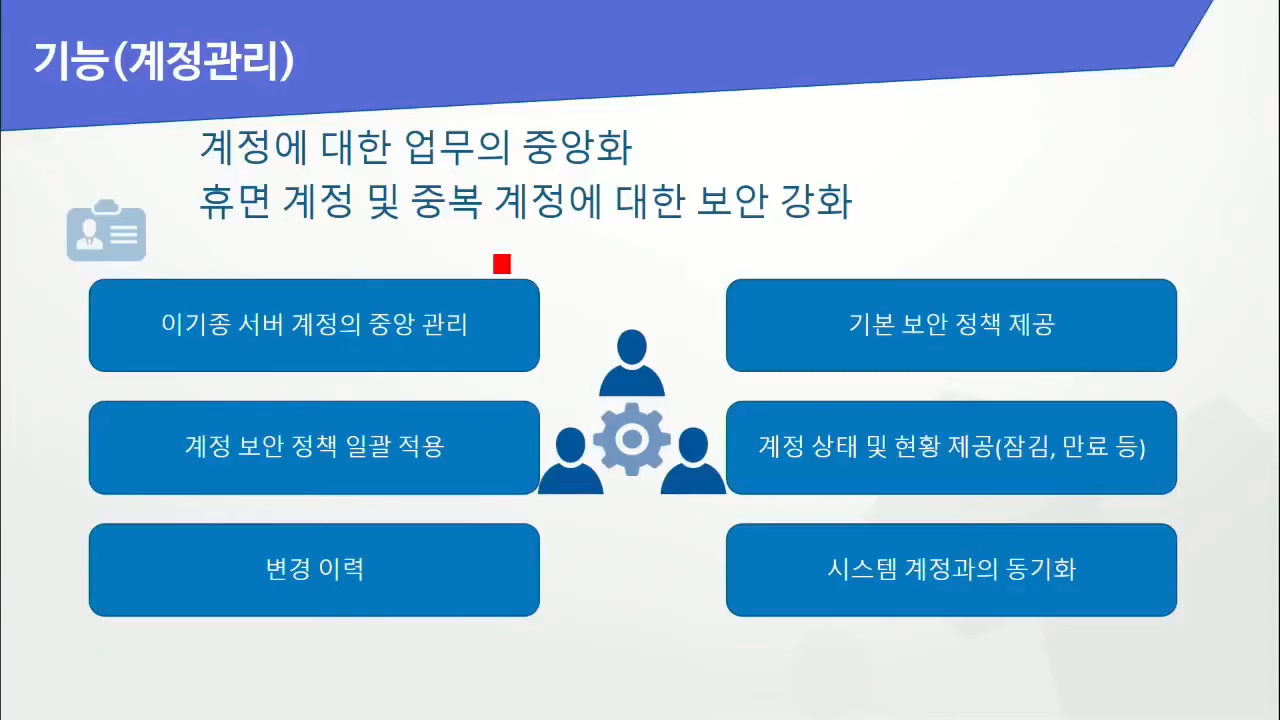 기능(계정관리)
계정에 대한 업무의 중앙화
휴면 계정 및 중복 계정에 대한 보안 강화
이기종 서버 계정의 중앙 관리
기본 보안 정책 제공
계정 보안 정책 일괄 적용
계정 상태 및 현황 제공(잠김, 만료 등)
변경 이력
시스템 계정과의 동기화